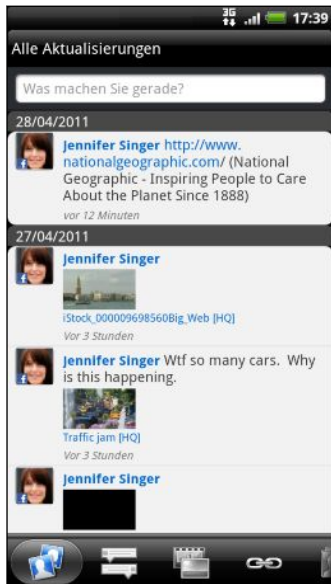 3G 17:39
Alle Aktualisierungen
Was machen Sie gerade?
28/04/2011
Jennifer Singer http://www.
nationalgeographic.com/ (National
Geographic - Inspiring People to Care
About the Planet Since 1888)
vor 12 Minuten
27/04/2011
Jennifer Singer
iStock_000009698560Big_Web [HQ]
Vor 3 Stunden
Jennifer Singer Wtf so many cars. Why
is this happening.
Traffic jam [HQ]
Vor 3 Stunden
Jennifer Singer